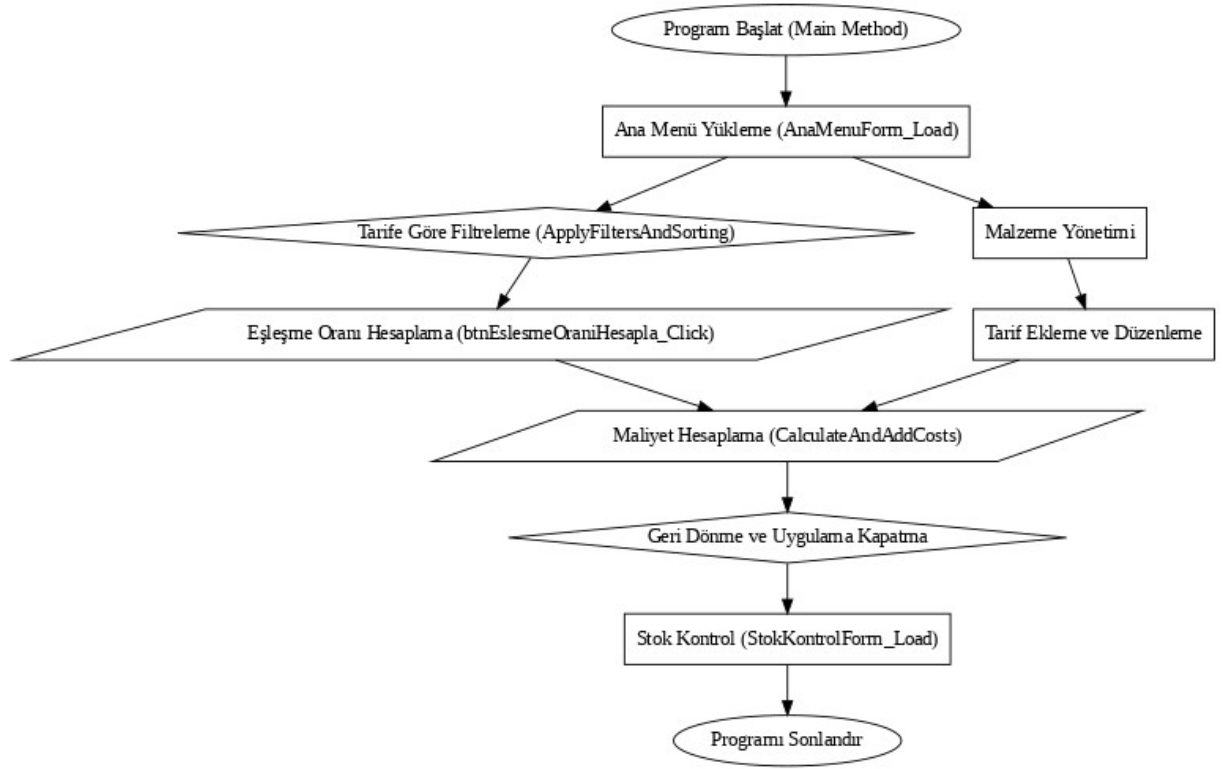 Program Başlat (Main Method)
Ana Menü Yükleme (AnaMenuForm_Load)
Tarife Göre Filtreleme (ApplyFiltersAndSorting)
Malzeme Yönetimi
Eşleşme Oranı Hesaplama (btnEslesmeOraniHesapla_Click)
Tarif Ekleme ve Düzenleme
Maliyet Hesaplama (CalculateAndAddCosts)
Geri Dönme ve Uygulama Kapatma
Stok Kontrol (StokKontrolForm_Load)
Programı Sonlandır